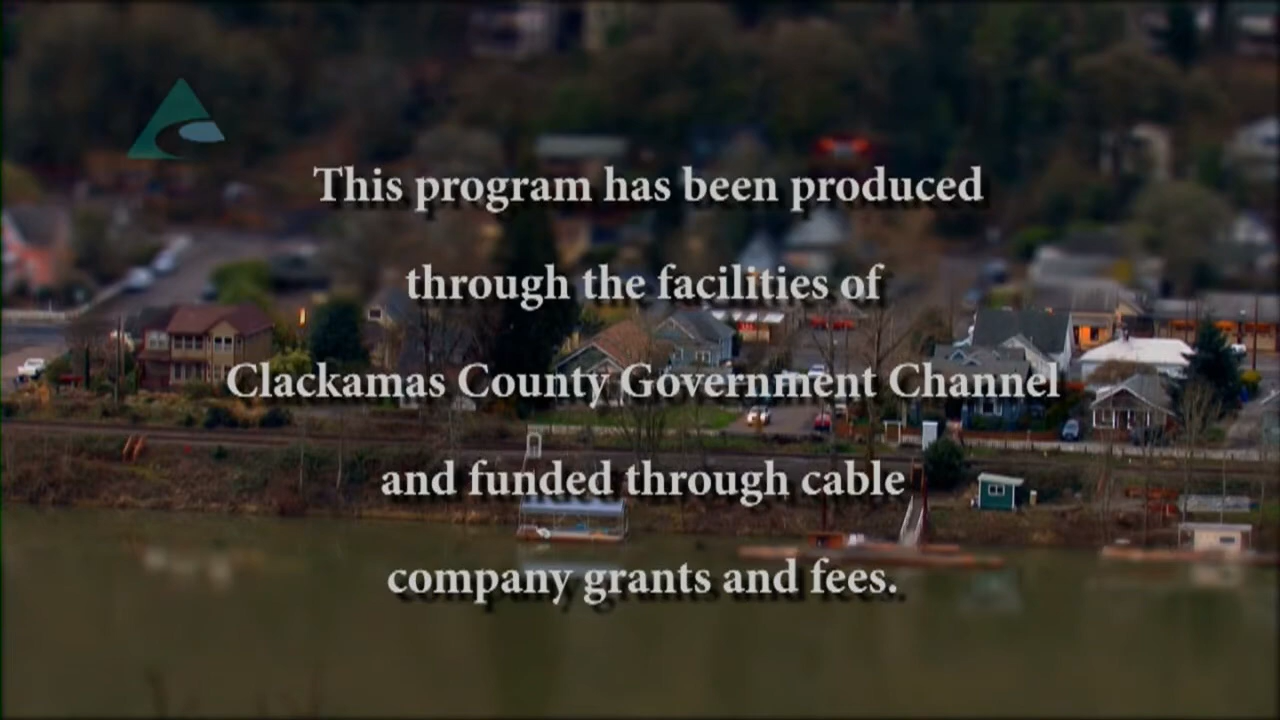 This program has been produced
through the facilities of
Clackamas County Government Channel
and funded through cable
company grants and fees.